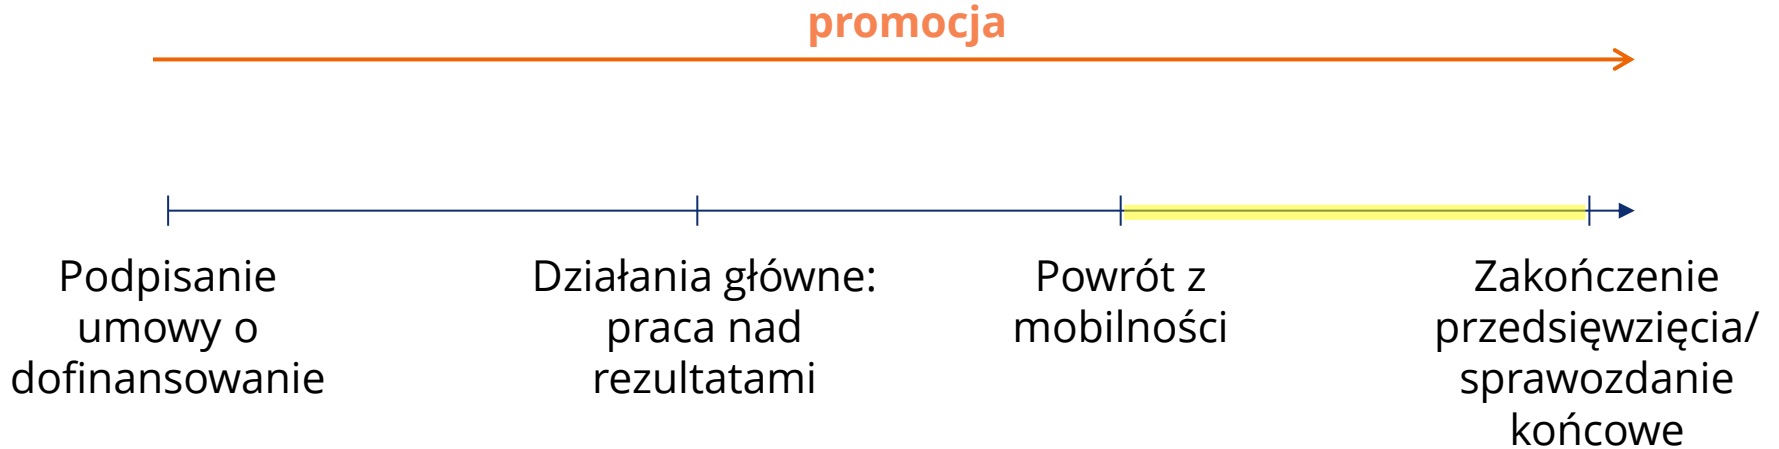 promocja
Podpisanie
umowy o
dofinansowanie
Działania główne:
praca nad
rezultatami
Powrót z
mobilności
Zakończenie
przedsięwzięcia/
sprawozdanie
końcowe